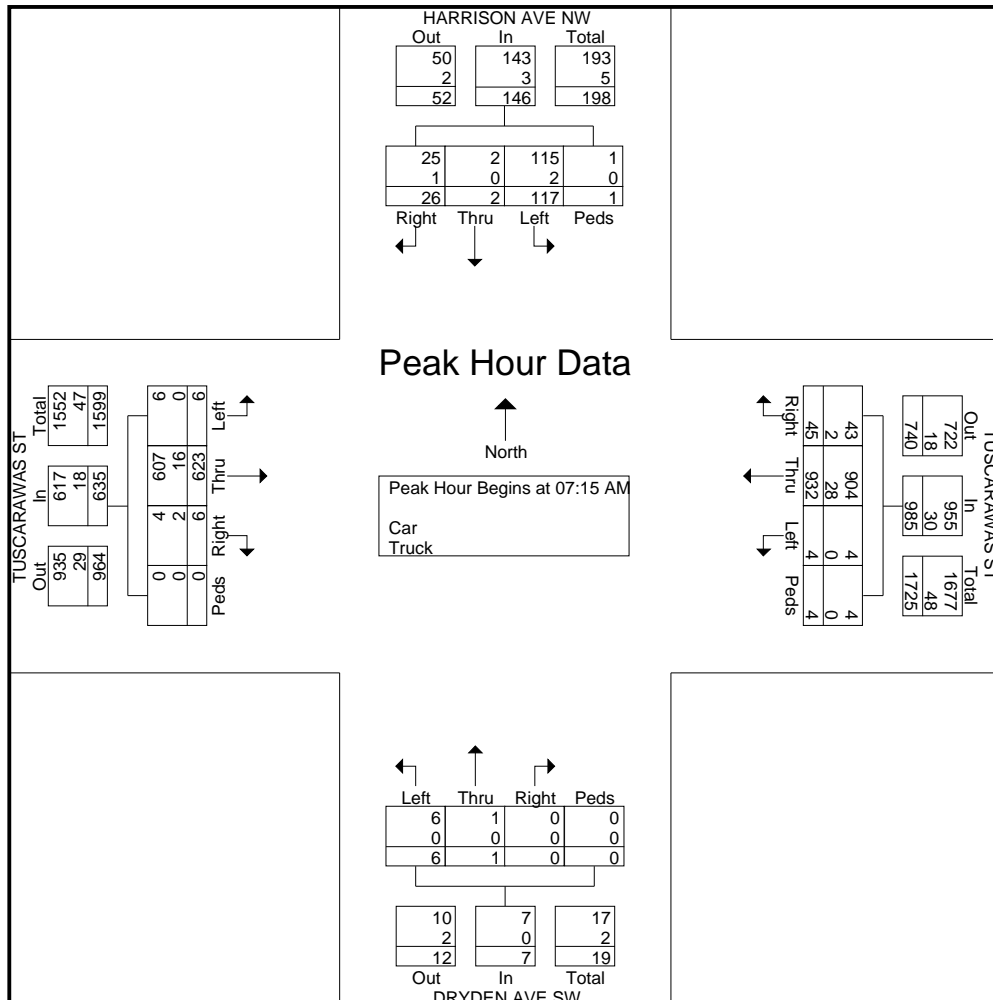 HARRISON AVE NW
Out In Total
50 143 193
2 3 5
52 146 198
25 2 115 1
1 0 2 0
26 2 117 1
Right Thru Left Peds
Peak Hour Data
North
Peak Hour Begins at 07:15 AM
Car
Truck
TUSCARAWAS ST
Out In Total
935 617 1552
29 18 47
964 635 1599
Left Thru Right Peds
6 607 4 0
0 16 2 0
6 623 6 0
TUSCARAWAS ST
Out In Total
722 955 1677
18 30 48
740 985 1725
Right Thru Left Peds
43 904 4 4
2 28 0 0
45 932 4 4
Left Thru Right Peds
6 1 0 0
0 0 0 0
6 1 0 0
10 7 17
2 0 2
12 7 19
Out In Total
DRYDEN AVE SW